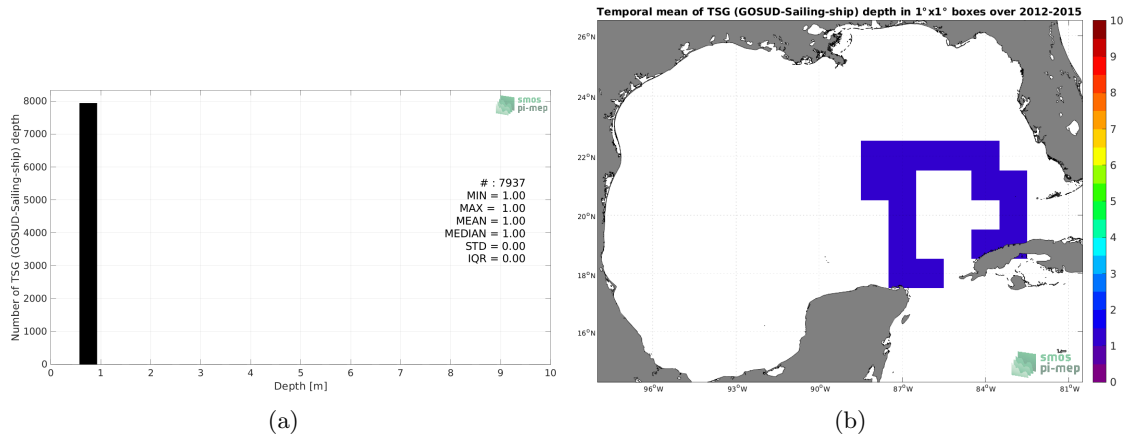 Number of TSG (GOSUD-Sailing-ship) depth
8000
7000
6000
5000
4000
3000
2000
1000
0
0 1 2 3 4 5 6 7 8 9 10
Depth [m]
smos
pi-mep
# : 7937
MIN = 1.00
MAX = 1.00
MEAN = 1.00
MEDIAN = 1.00
STD = 0.00
IQR = 0.00
(a)
Temporal mean of TSG (GOSUD-Sailing-ship) depth in 1°x1° boxes over 2012-2015
26°N
24°N
22°N
20°N
18°N
16°N
96°W 93°W 90°W 87°W 84°W 81°W
smos
pi-mep
10
9
8
7
6
5
4
3
2
1
0
(b)